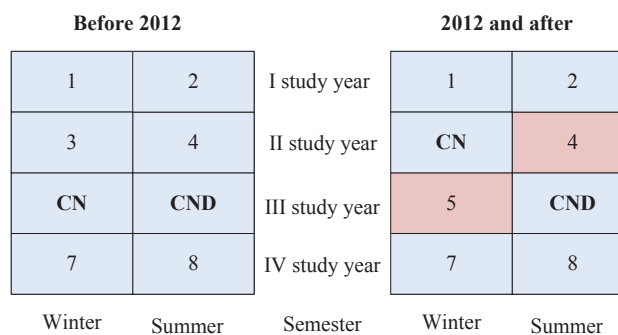 Before 2012 2012 and after
1 2 I study year 1 2
3 4 II study year CN 4
CN CND III study year 5 CND
7 8 IV study year 7 8
Winter Summer Semester Winter Summer